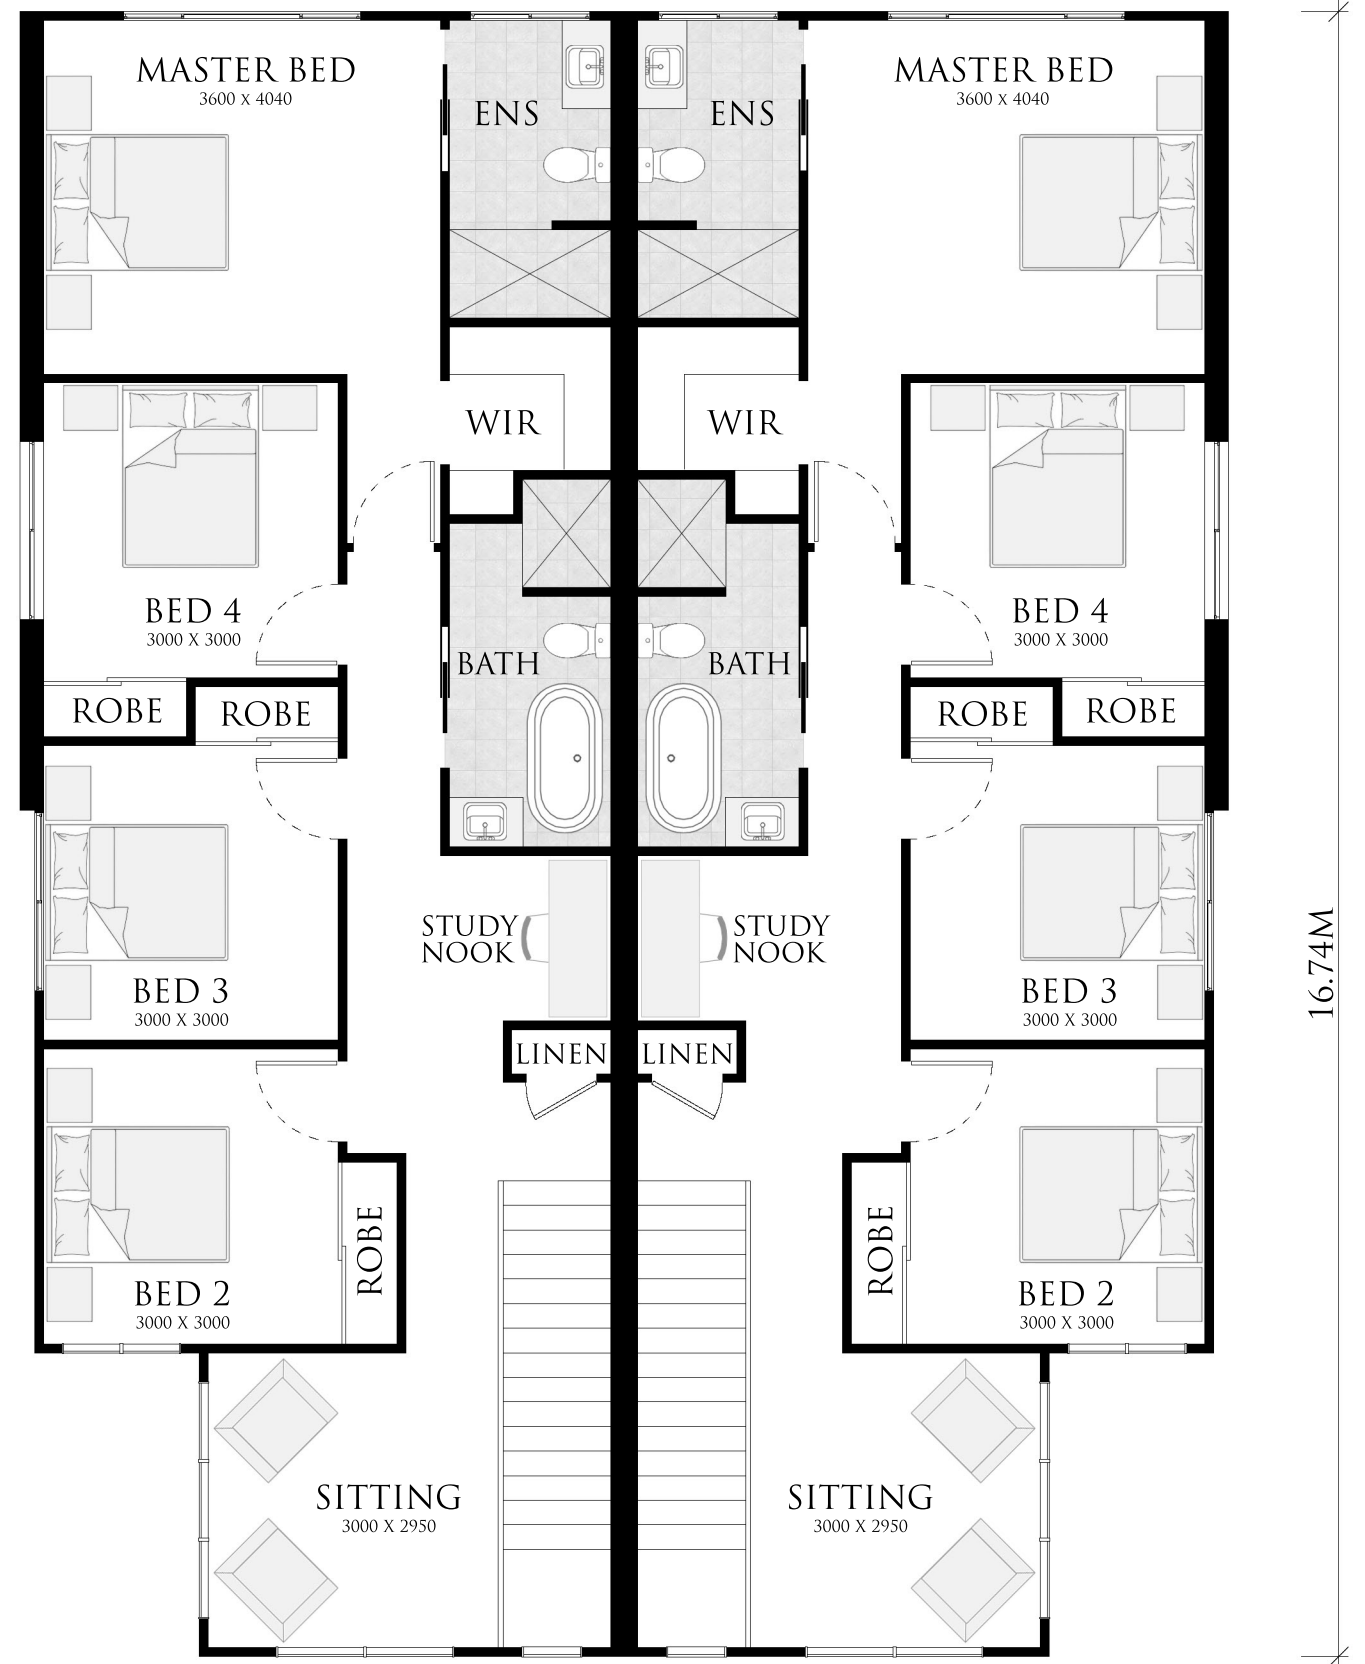 MASTER BED
3600 X 4040
ENS
ENS
MASTER BED
3600 X 4040
WIR
WIR
BED 4
3000 X 3000
BATH
BATH
BED 4
3000 X 3000
ROBE
ROBE
ROBE
ROBE
STUDY
NOOK
STUDY
NOOK
BED 3
3000 X 3000
BED 3
3000 X 3000
16.74M
LINEN
LINEN
BED 2
3000 X 3000
ROBE
ROBE
BED 2
3000 X 3000
SITTING
3000 X 2950
SITTING
3000 X 2950